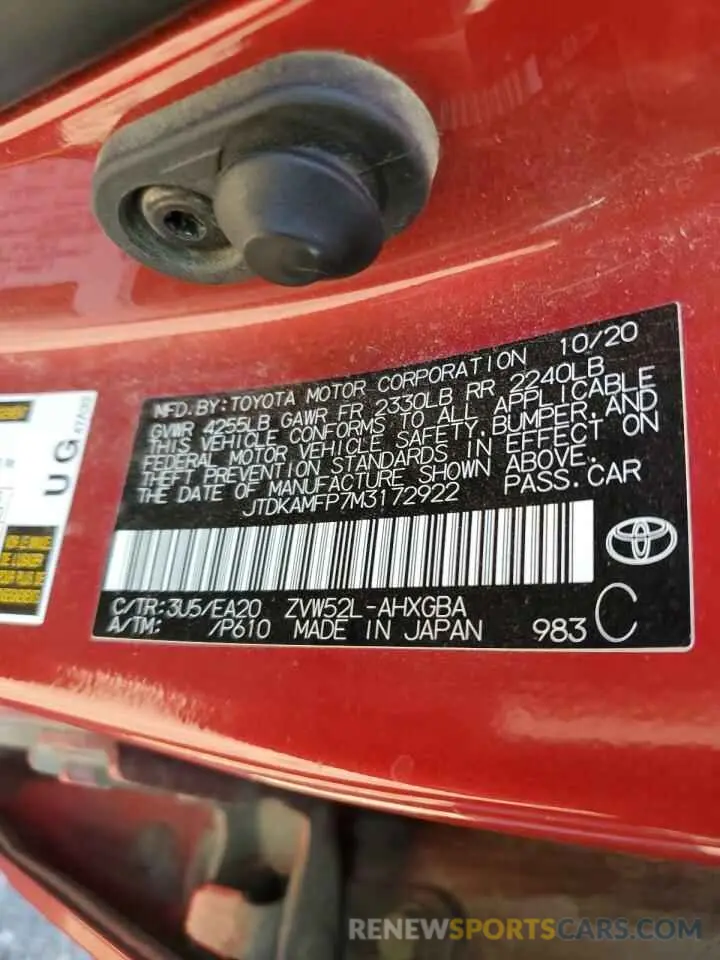 MFD. BY: TOYOTA MOTOR CORPORATION 10/20
GVWR 4255LB GAWR FR 2330LB RR 2240LB
THIS VEHICLE CONFORMS TO ALL APPLICABLE
FEDERAL MOTOR VEHICLE SAFETY, BUMPER, AND
THEFT PREVENTION STANDARDS IN EFFECT ON
THE DATE OF MANUFACTURE SHOWN ABOVE.
JTDKAMFP7M3172922 PASS. CAR
C/TR: 3U5/EA20 ZVW52L-AHXGBA
A/TM: /P610 MADE IN JAPAN 983 C
UG
RENEWSPORTSCARS.COM